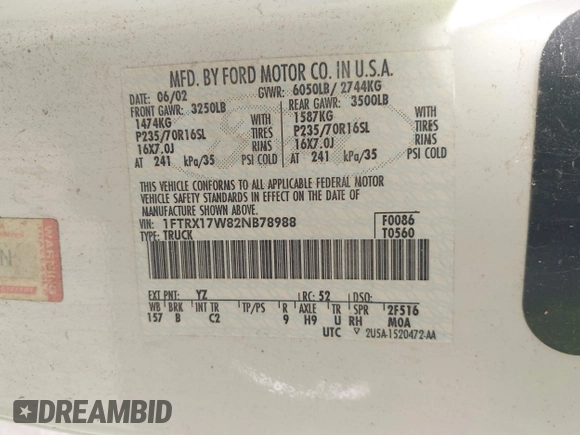 MFD. BY FORD MOTOR CO. IN U.S.A.
DATE: 06/02 GVWR: 6050LB/ 2744KG
FRONT GAWR: 3250LB REAR GAWR: 3500LB
1474KG WITH 1587KG WITH
P235/70R16SL TIRES P235/70R16SL TIRES
16X7.0J RIMS 16X7.0J RIMS
AT 241 kPa/35 PSI COLD AT 241 kPa/35 PSI COLD
THIS VEHICLE CONFORMS TO ALL APPLICABLE FEDERAL MOTOR
VEHICLE SAFETY STANDARDS IN EFFECT ON THE DATE OF
MANUFACTURE SHOWN ABOVE.
VIN: 1FTRX17W82NB78988 F0086
TYPE: TRUCK T0560
EXT PNT: YZ RC: 52 DSO:
WB BRK INT TR TP/PS R AXLE TR SPR 2F516
157 B C2 9 H9 U RH M0A
UTC 2U5A-1520472-AA
WARNING
DREAMBID